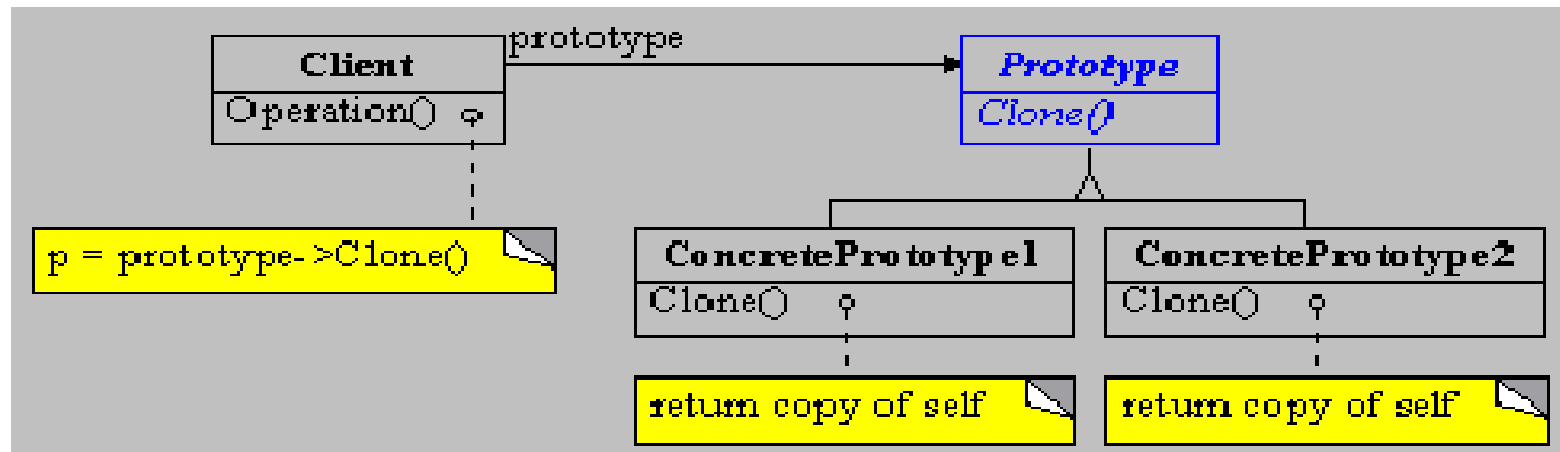 prototype
Client
Prototype
Operation()
Clone()
p = prototype->Clone()
ConcretePrototype1
ConcretePrototype2
Clone()
Clone()
return copy of self
return copy of self